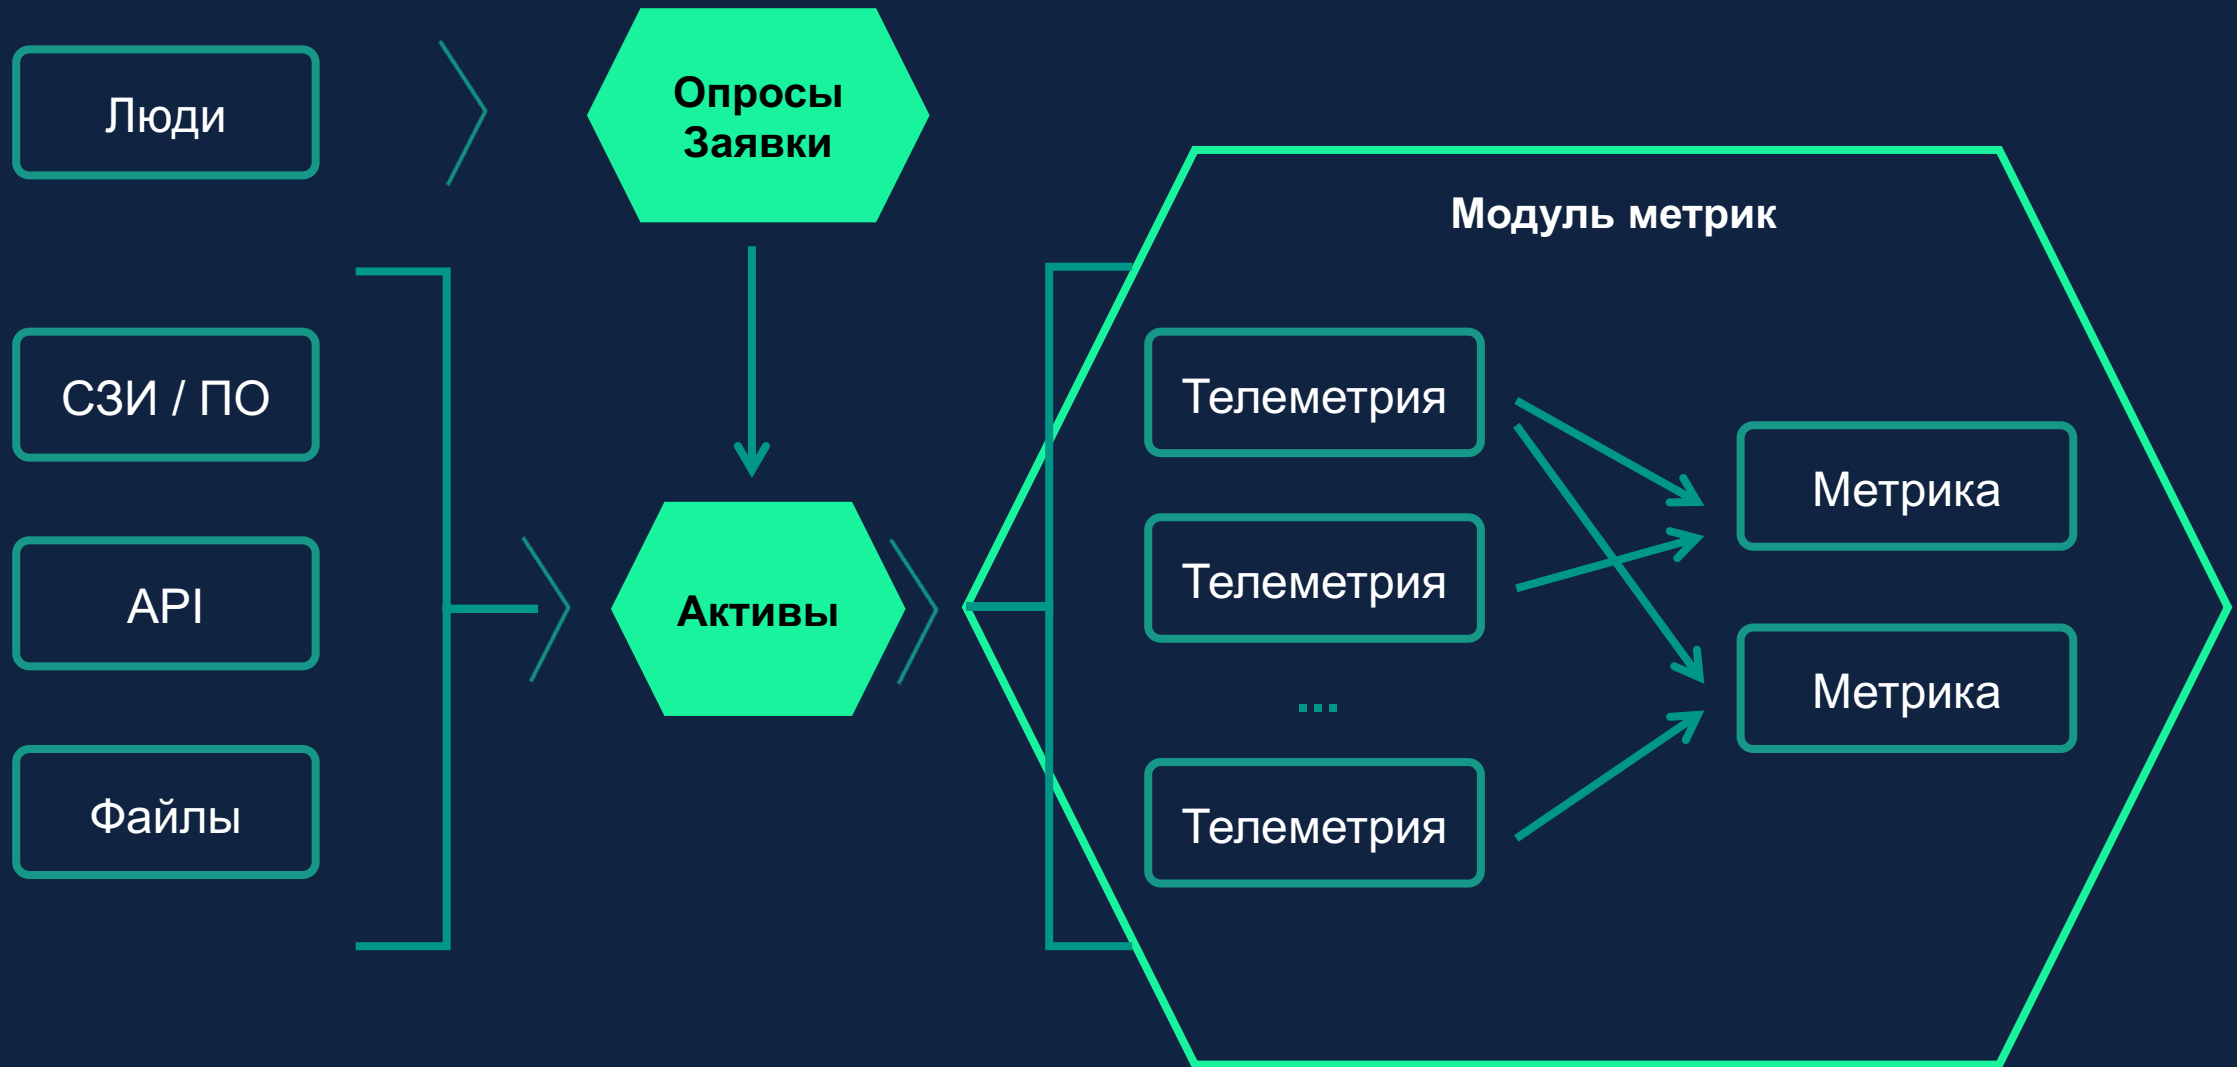 Люди
Опросы
Заявки
Модуль метрик
СЗИ / ПО
API
Файлы
Активы
Телеметрия
Телеметрия
...
Телеметрия
Метрика
Метрика